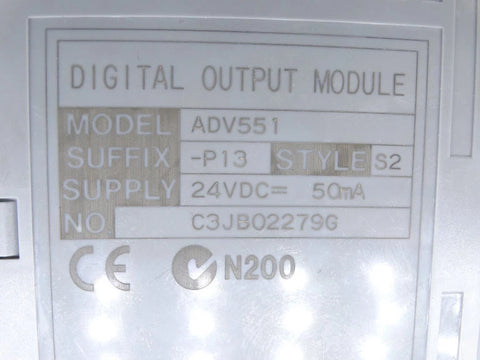 DIGITAL OUTPUT MODULE
MODEL ADV551
SUFFIX -P13 STYLE S2
SUPPLY 24VDC= 50mA
NO. C3JB02279G
CE N200